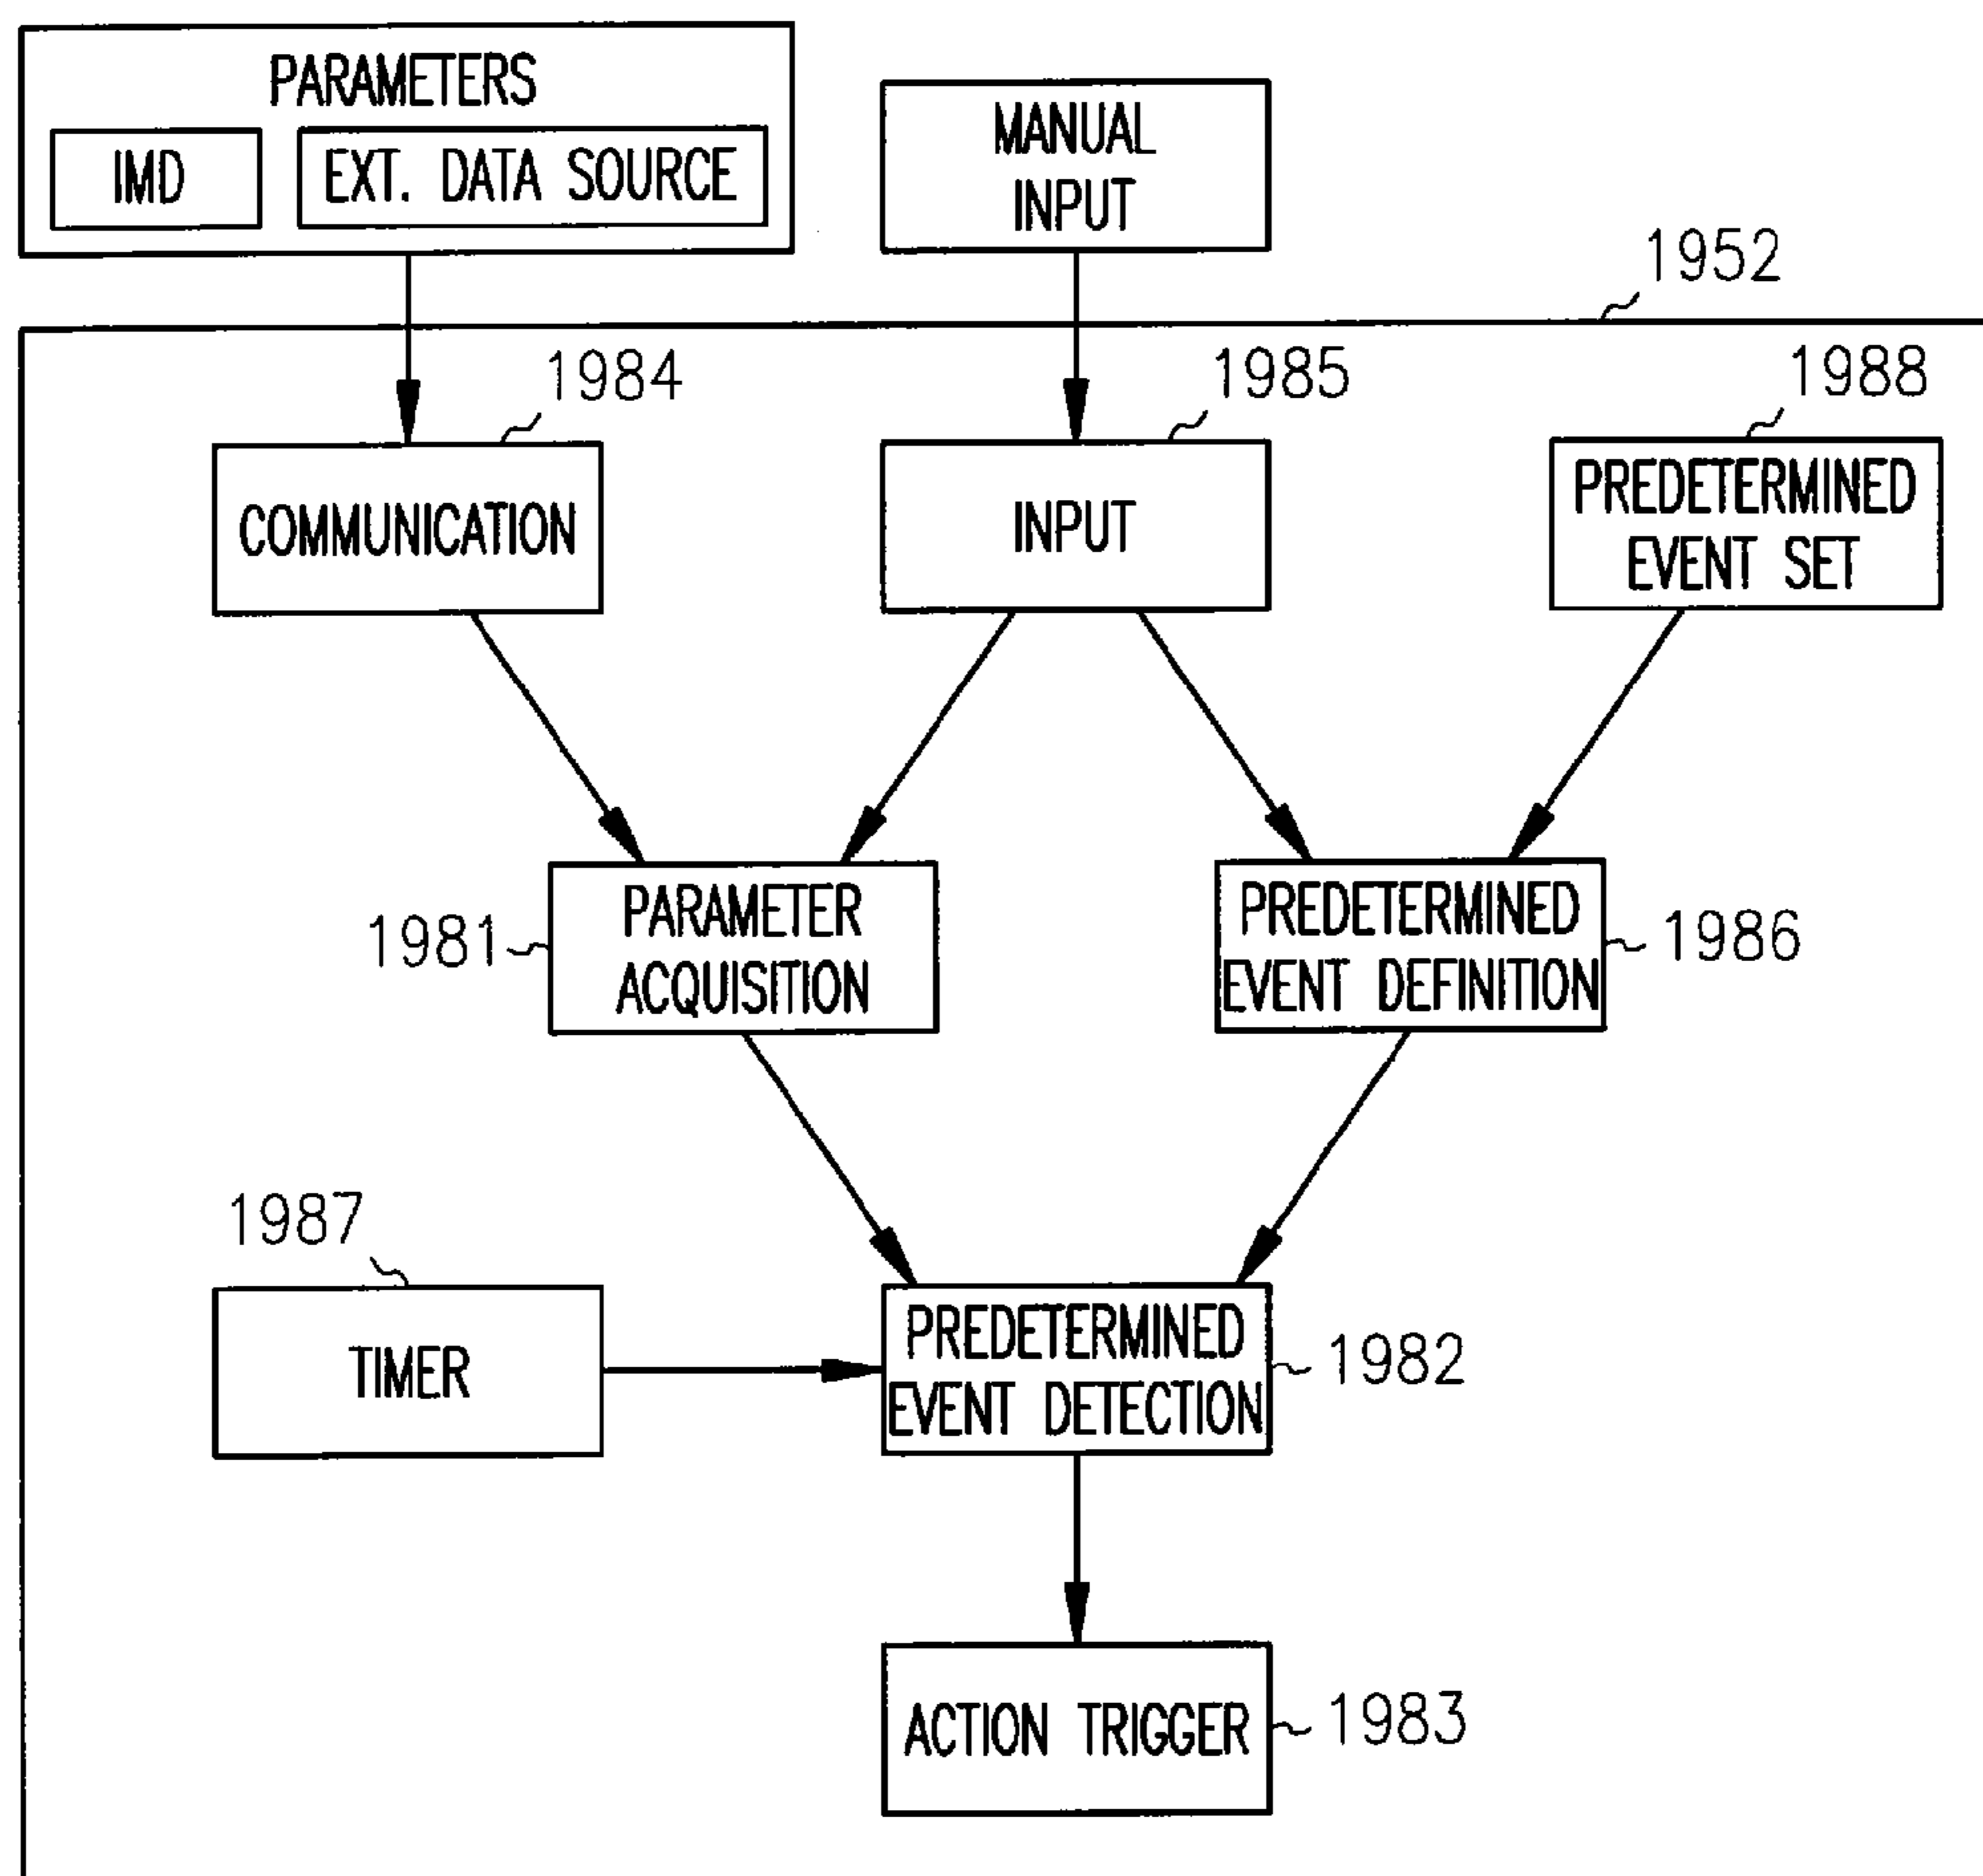 PARAMETERS
IMD
EXT. DATA SOURCE
MANUAL
INPUT
1952
1984
1985
1988
COMMUNICATION
INPUT
PREDETERMINED
EVENT SET
1981
PARAMETER
ACQUISITION
PREDETERMINED
EVENT DEFINITION
1986
1987
TIMER
PREDETERMINED
EVENT DETECTION
1982
ACTION TRIGGER
1983